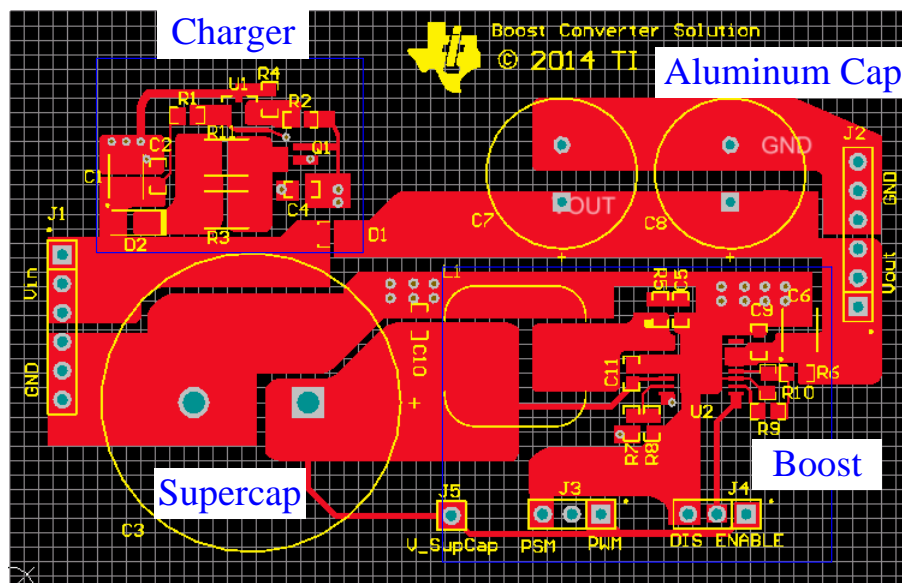 Charger
Boost Converter Solution
© 2014 TI
Aluminum Cap
R4
U1
R1
R2
J2
R11
Q1
GND
C2
C1
GND
C4
VOUT
J1
D2
R3
D1
C7
C8
+
+
Vout
Vin
L1
R5
C5
C6
C9
C10
C11
R6
GND
R10
+
U2
R9
R7
R8
Boost
Supercap
J5
J3
J4
C3
V_SupCap
PSM
PWM
DIS
ENABLE